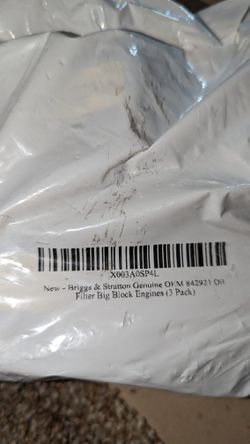 X003A0SP4L
New - Briggs & Stratton Genuine OEM 842921 Oil
Filter Big Block Engines (3 Pack)